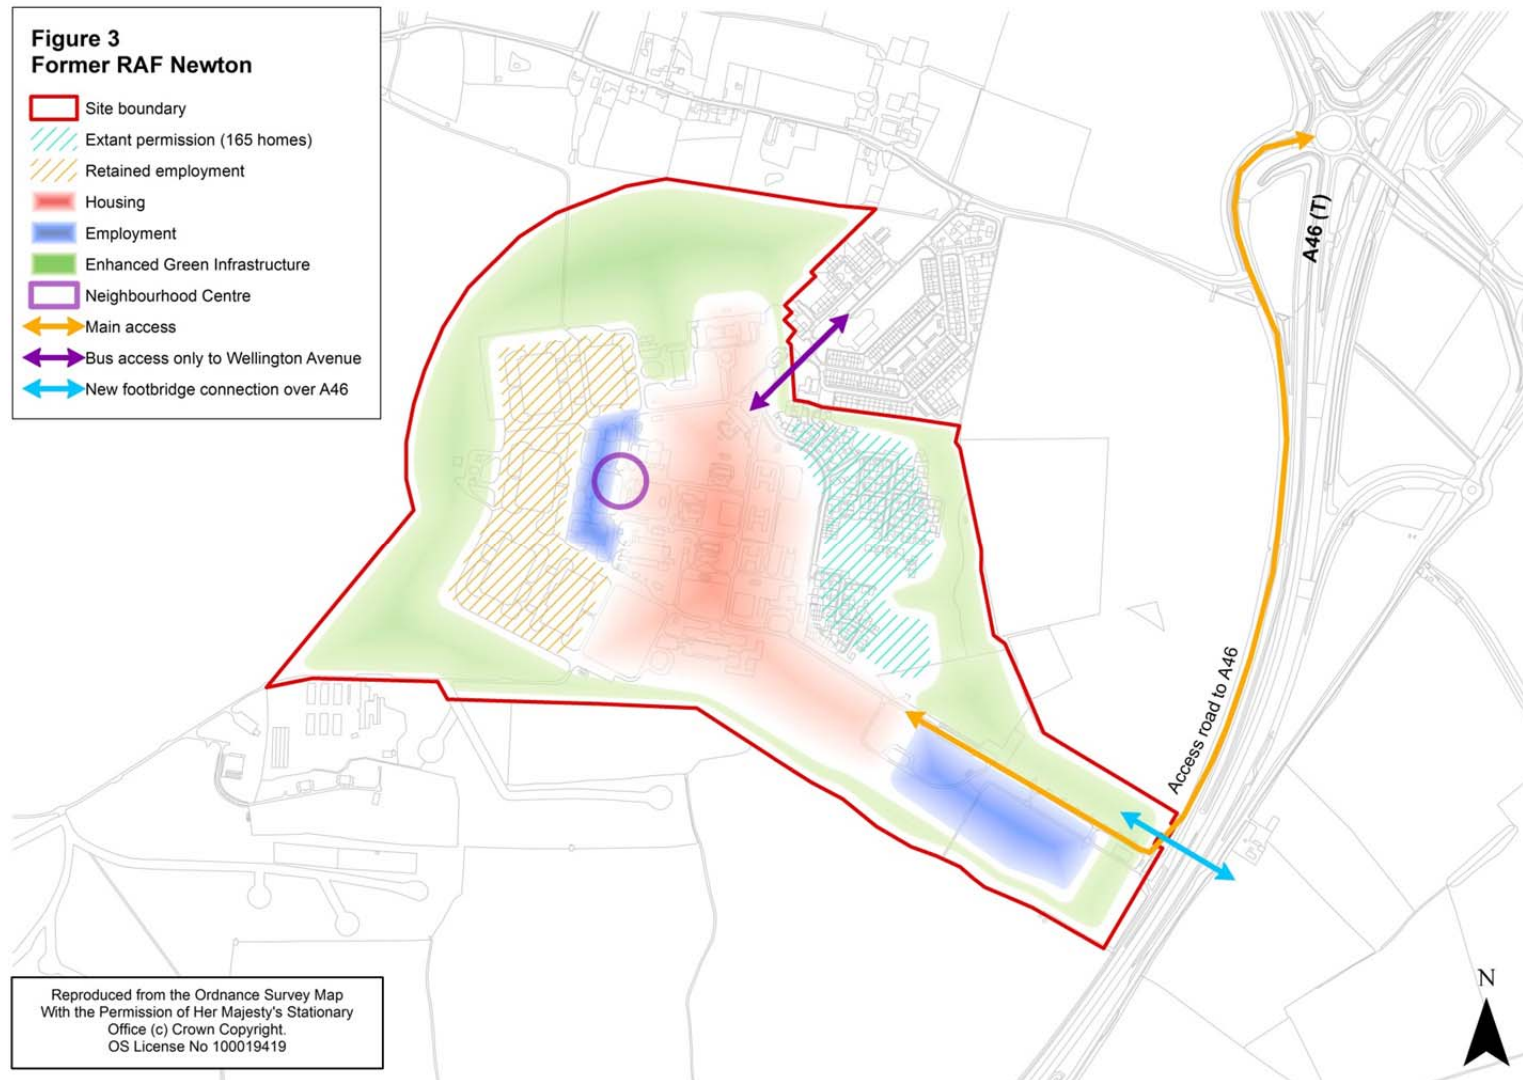 Figure 3
Former RAF Newton
Site boundary
Extant permission (165 homes)
Retained employment
Housing
Employment
Enhanced Green Infrastructure
Neighbourhood Centre
Main access
Bus access only to Wellington Avenue
New footbridge connection over A46
A46 (T)
Access road to A46
Reproduced from the Ordnance Survey Map
With the Permission of Her Majesty's Stationary
Office (c) Crown Copyright.
OS License No 100019419
N